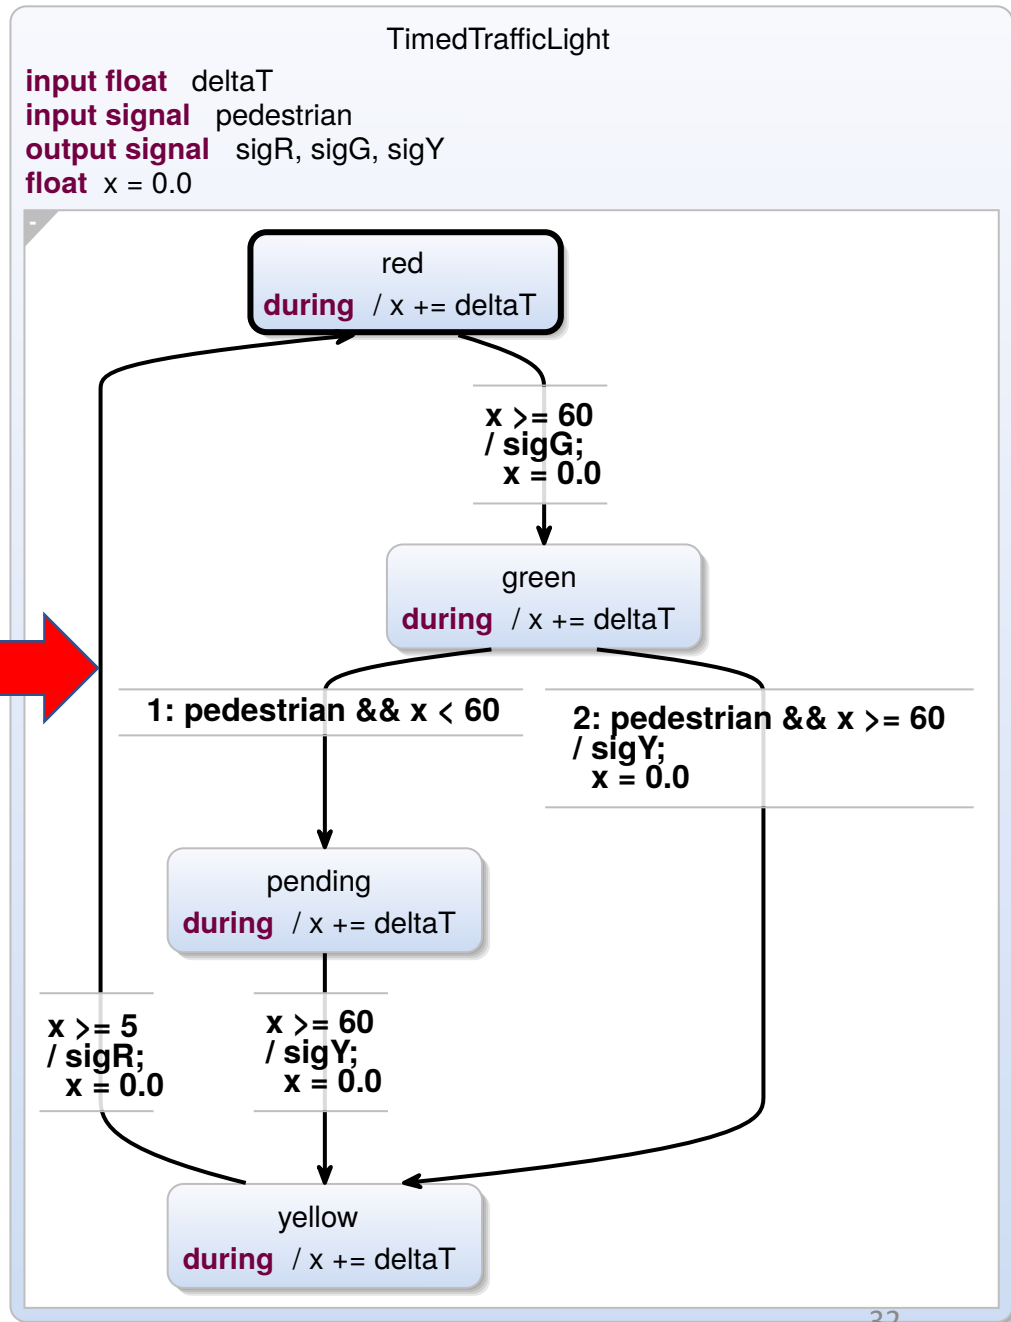 TimedTrafficLight
input float deltaT
input signal pedestrian
output signal sigR, sigG, sigY
float x = 0.0
-
red
during / x += deltaT
x >= 60
/ sigG;
x = 0.0
green
during / x += deltaT
1: pedestrian && x < 60
2: pedestrian && x >= 60
/ sigY;
x = 0.0
pending
during / x += deltaT
x >= 5
/ sigR;
x = 0.0
x >= 60
/ sigY;
x = 0.0
yellow
during / x += deltaT
32